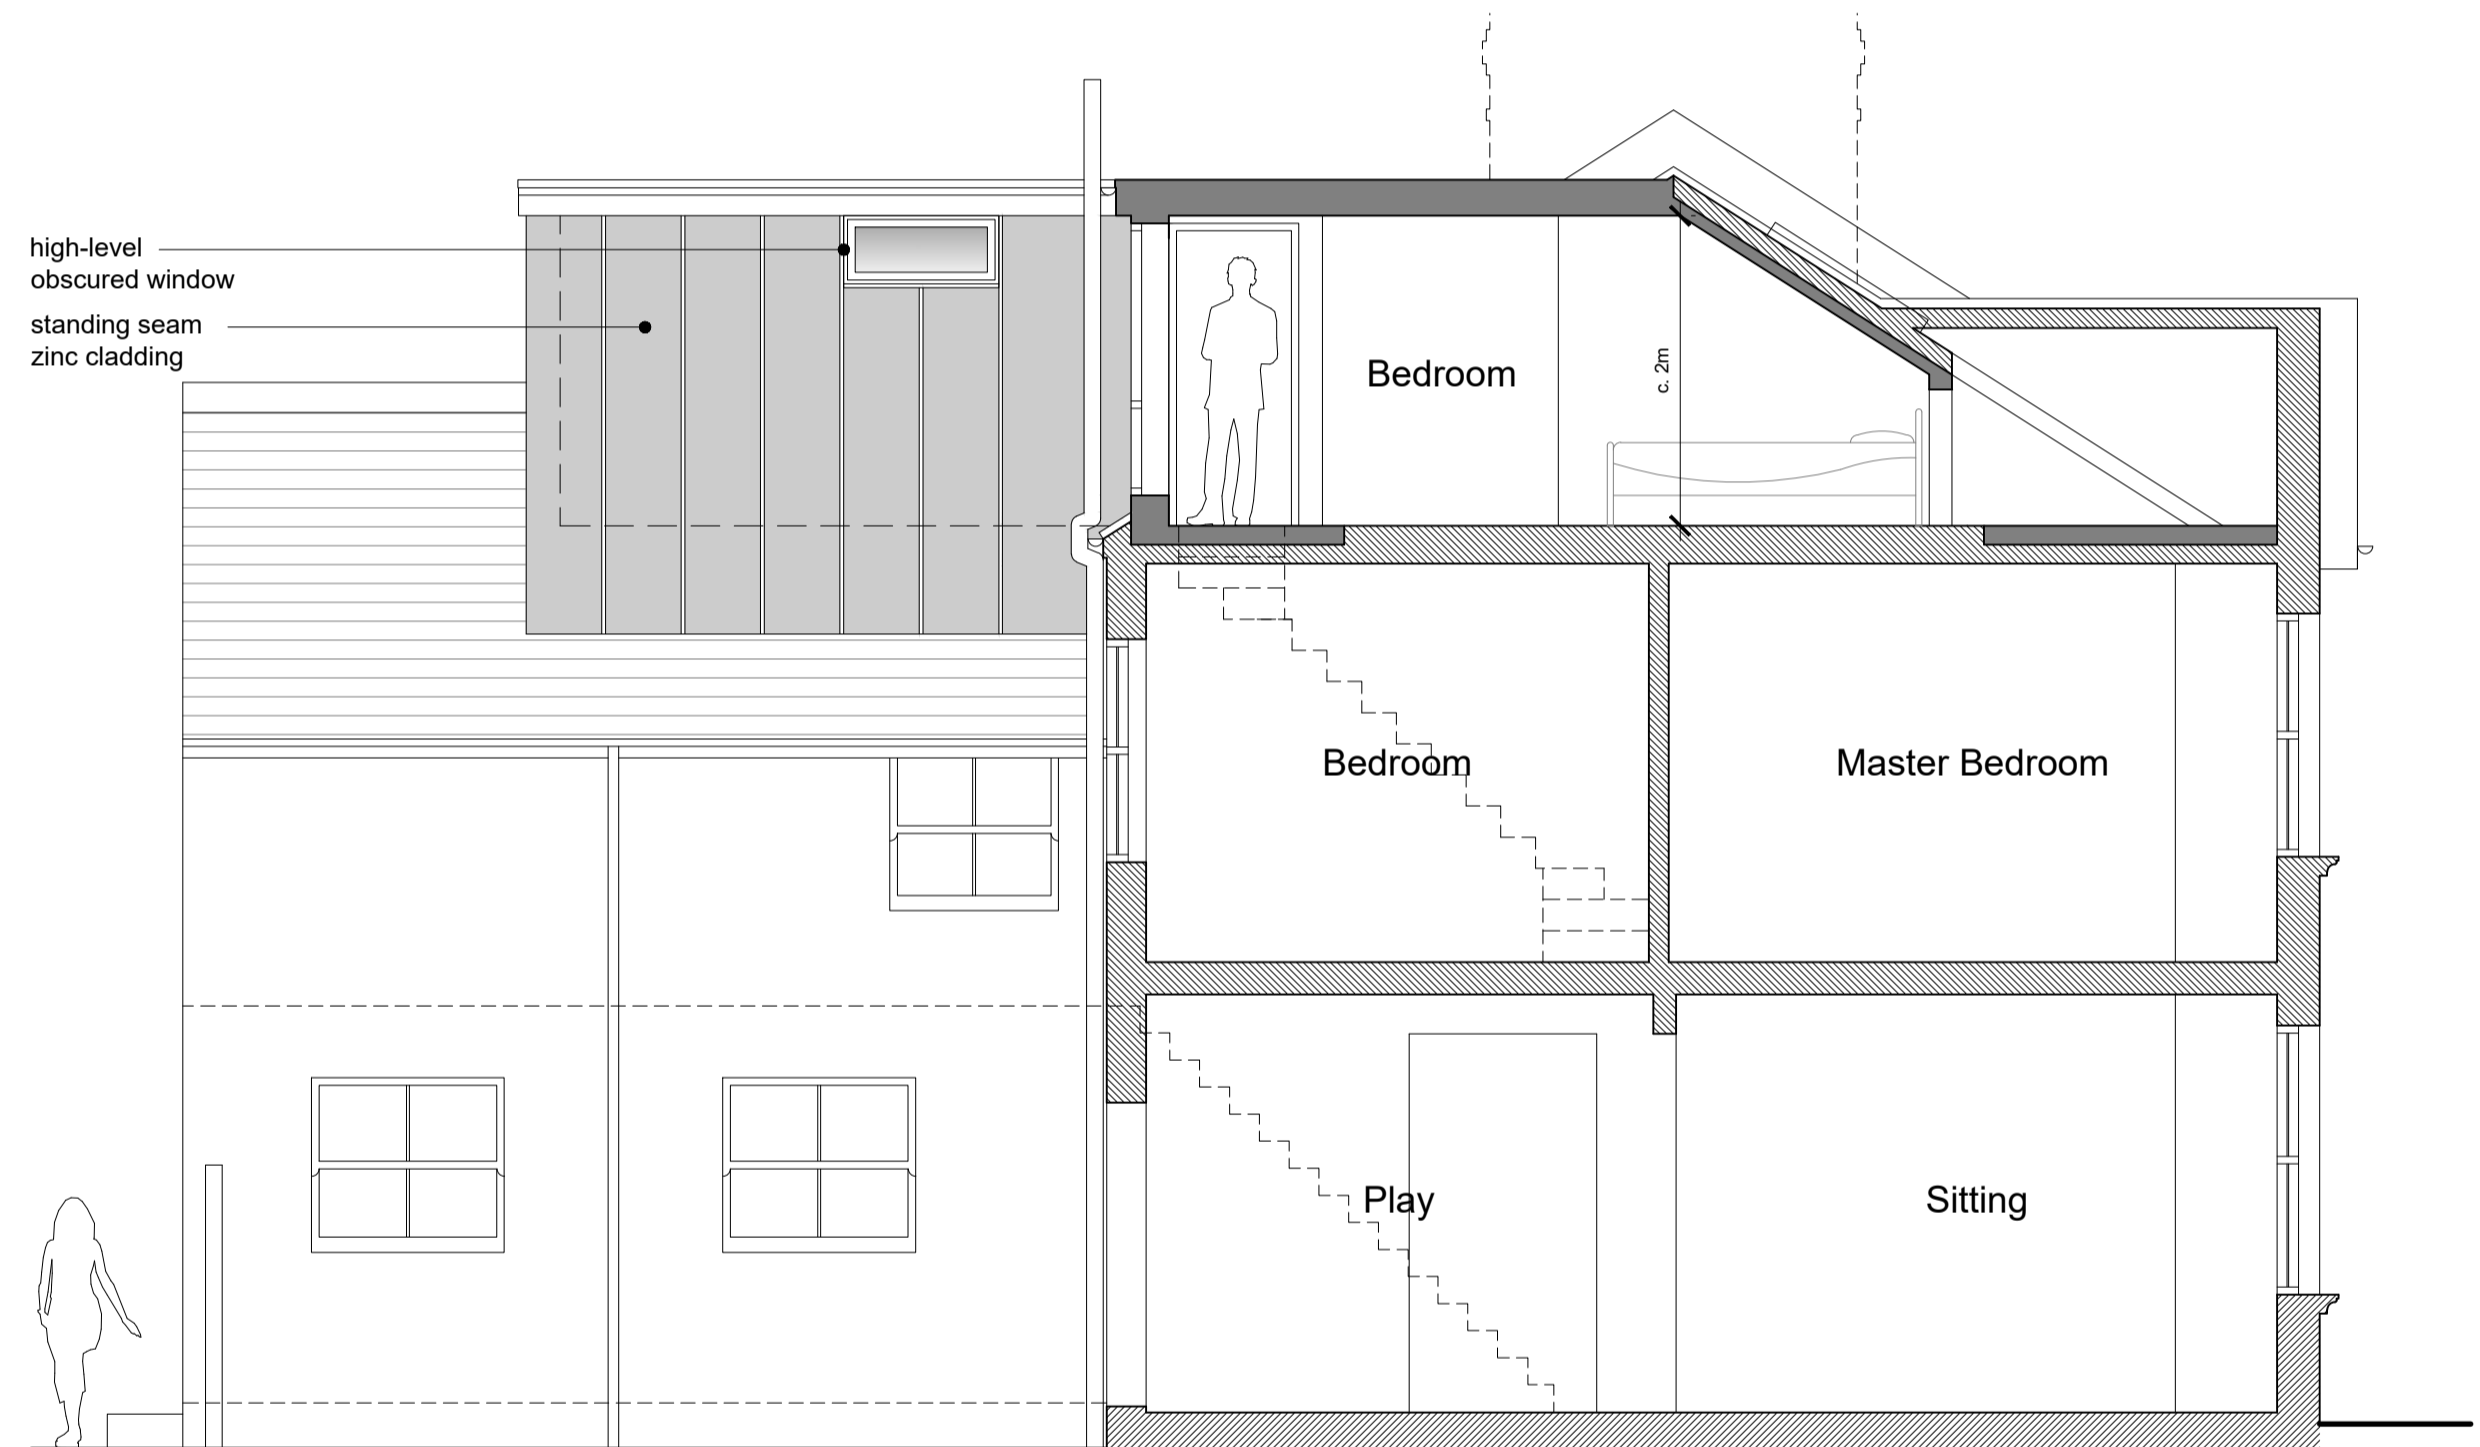 high-level
obscured window
standing seam
zinc cladding
Bedroom
c. 2m
Bedroom
Master Bedroom
Play
Sitting